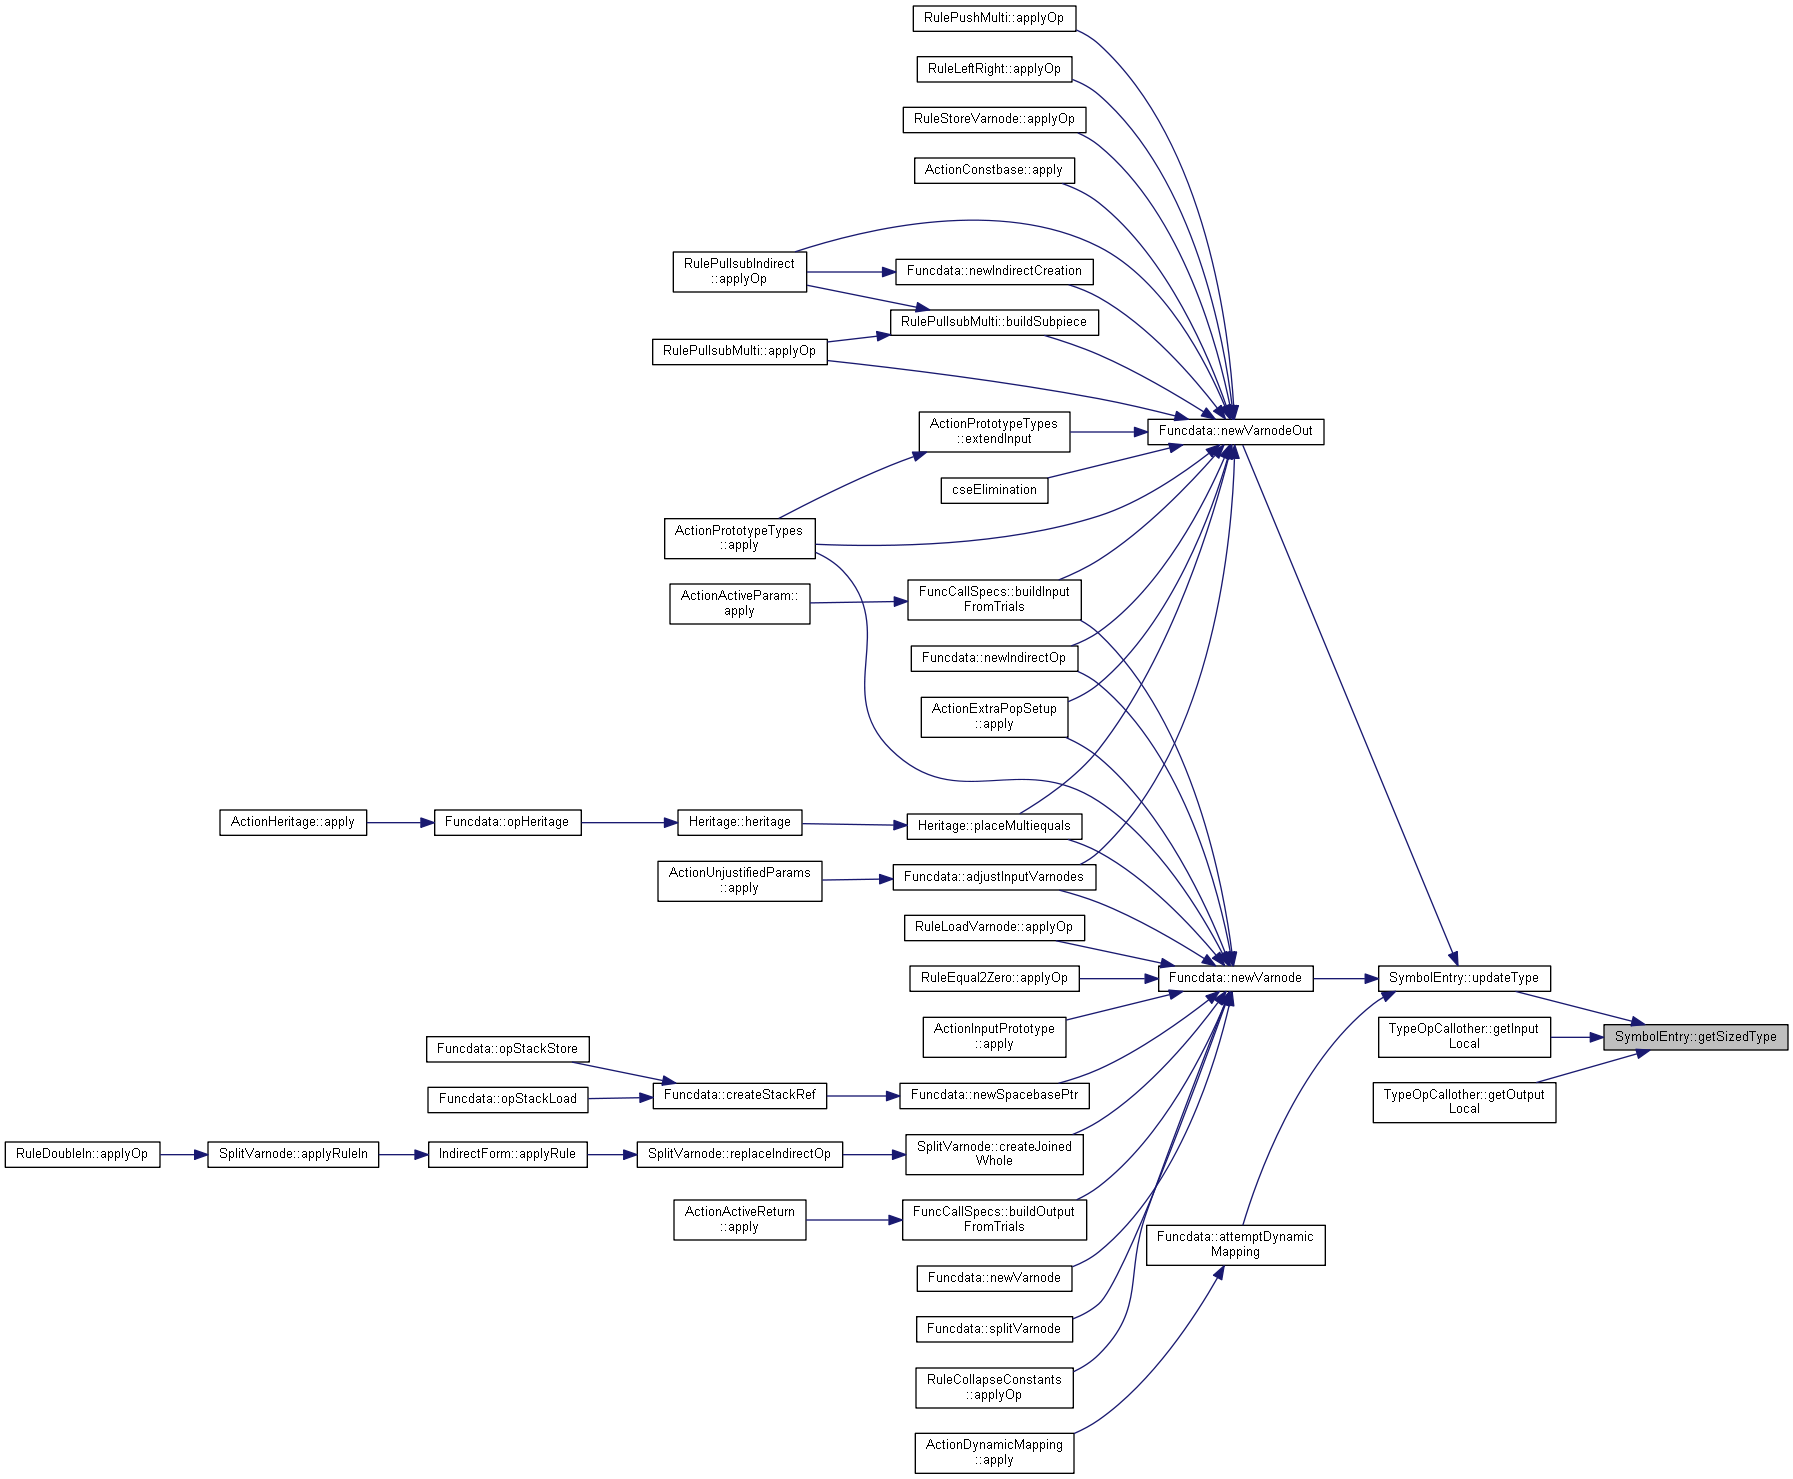 RulePushMulti::applyOp
RuleLeftRight::applyOp
RuleStoreVarnode::applyOp
ActionConstbase::apply
RulePullsubIndirect
::applyOp
Funcdata::newIndirectCreation
RulePullsubMulti::buildSubpiece
RulePullsubMulti::applyOp
ActionPrototypeTypes
::extendInput
Funcdata::newVarnodeOut
cseElimination
ActionPrototypeTypes
::apply
ActionActiveParam::
apply
FuncCallSpecs::buildInput
FromTrials
Funcdata::newIndirectOp
ActionExtraPopSetup
::apply
ActionHeritage::apply
Funcdata::opHeritage
Heritage::heritage
Heritage::placeMultiequals
ActionUnjustifiedParams
::apply
Funcdata::adjustInputVarnodes
RuleLoadVarnode::applyOp
RuleEqual2Zero::applyOp
Funcdata::newVarnode
SymbolEntry::updateType
ActionInputPrototype
::apply
TypeOpCallother::getInput
Local
SymbolEntry::getSizedType
Funcdata::opStackStore
Funcdata::opStackLoad
Funcdata::createStackRef
Funcdata::newSpacebasePtr
TypeOpCallother::getOutput
Local
RuleDoubleIn::applyOp
SplitVarnode::applyRuleIn
IndirectForm::applyRule
SplitVarnode::replaceIndirectOp
SplitVarnode::createJoined
Whole
ActionActiveReturn
::apply
FuncCallSpecs::buildOutput
FromTrials
Funcdata::attemptDynamic
Mapping
Funcdata::newVarnode
Funcdata::splitVarnode
RuleCollapseConstants
::applyOp
ActionDynamicMapping
::apply